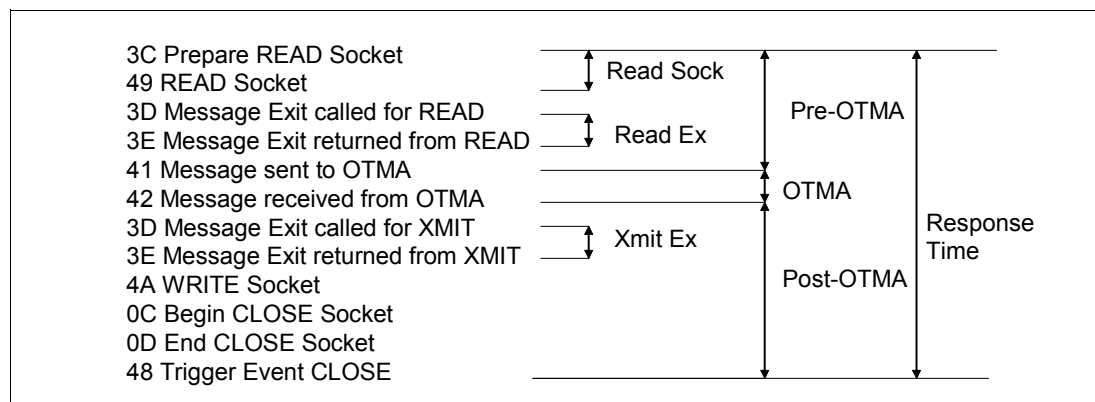 3C Prepare READ Socket
49 READ Socket
3D Message Exit called for READ
3E Message Exit returned from READ
41 Message sent to OTMA
42 Message received from OTMA
3D Message Exit called for XMIT
3E Message Exit returned from XMIT
4A WRITE Socket
0C Begin CLOSE Socket
0D End CLOSE Socket
48 Trigger Event CLOSE
Read Sock
Read Ex
Xmit Ex
Pre-OTMA
OTMA
Post-OTMA
Response
Time